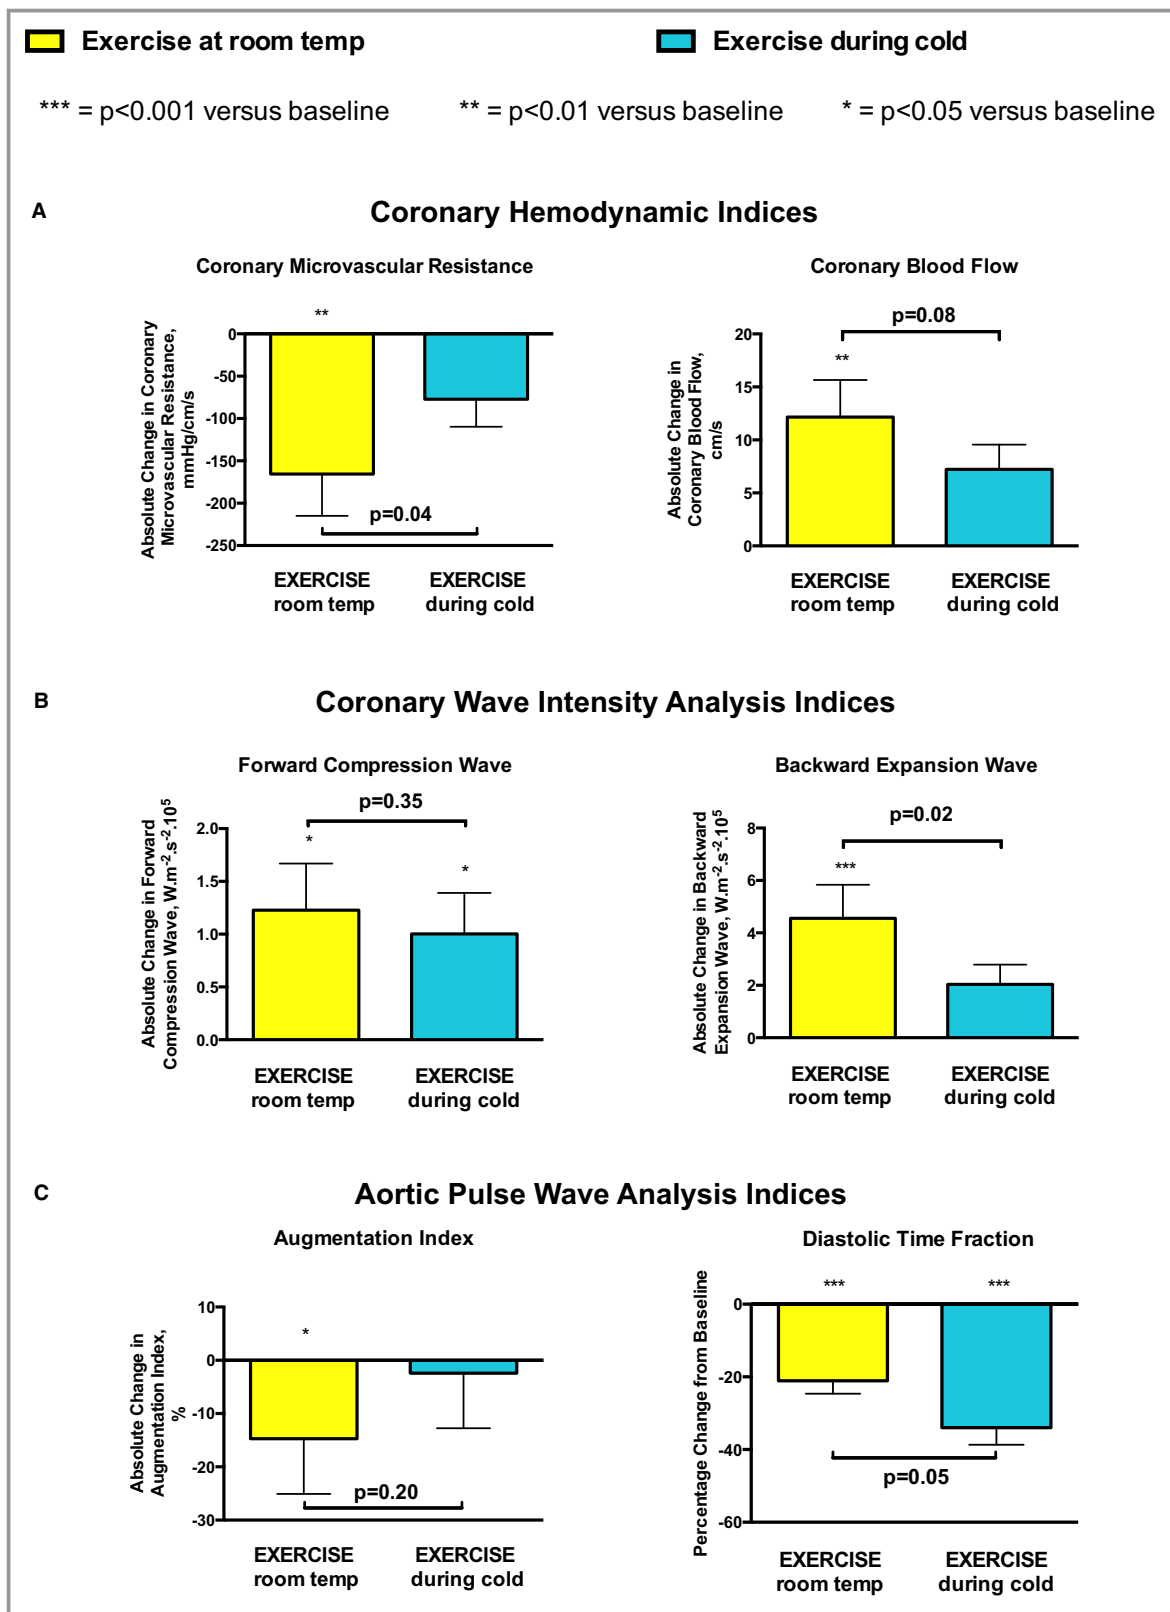 Exercise at room temp
Exercise during cold
*** = p<0.001 versus baseline
** = p<0.01 versus baseline
* = p<0.05 versus baseline
A
Coronary Hemodynamic Indices
Coronary Microvascular Resistance
Absolute Change in Coronary
Microvascular Resistance,
mmHg/cm/s
0
-50
-100
-150
-200
-250
**
p=0.04
EXERCISE
room temp
EXERCISE
during cold
Coronary Blood Flow
Absolute Change in
Coronary Blood Flow,
cm/s
20
15
10
5
0
p=0.08
**
EXERCISE
room temp
EXERCISE
during cold
B
Coronary Wave Intensity Analysis Indices
Forward Compression Wave
Absolute Change in Forward
Compression Wave, W.m⁻².s⁻².10⁵
2.0
1.5
1.0
0.5
0.0
p=0.35
*
*
EXERCISE
room temp
EXERCISE
during cold
Backward Expansion Wave
Absolute Change in Backward
Expansion Wave, W.m⁻².s⁻².10⁵
8
6
4
2
0
p=0.02
***
EXERCISE
room temp
EXERCISE
during cold
C
Aortic Pulse Wave Analysis Indices
Augmentation Index
Absolute Change in
Augmentation Index,
%
10
0
-10
-20
-30
*
p=0.20
EXERCISE
room temp
EXERCISE
during cold
Diastolic Time Fraction
Percentage Change from Baseline
0
-20
-40
-60
***
***
p=0.05
EXERCISE
room temp
EXERCISE
during cold